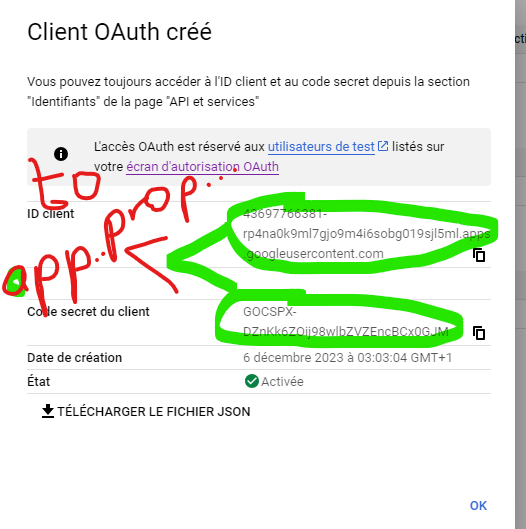 Client OAuth créé
Vous pouvez toujours accéder à l'ID client et au code secret depuis la section
"Identifiants" de la page "API et services"
L'accès OAuth est réservé aux utilisateurs de test listés sur
votre écran d'autorisation OAuth
to
app.prop...
ID client
43697766381-
rp4na0k9ml7gjo9m4i6sobg019sjl5ml.apps
.googleusercontent.com
Code secret du client
GOCSPX-
Date de création 6 décembre 2023 à 03:03:04 GMT+1
État Activée
TÉLÉCHARGER LE FICHIER JSON
OK